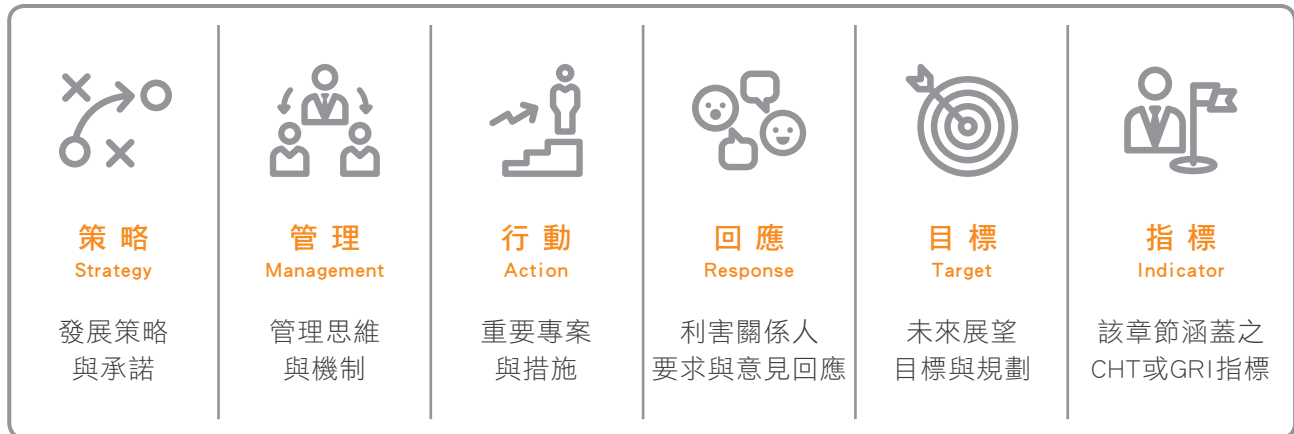 策略
Strategy
發展策略
與承諾
管理
Management
管理思維
與機制
行動
Action
重要專案
與措施
回應
Response
利害關係人
要求與意見回應
目標
Target
未來展望
目標與規劃
指標
Indicator
該章節涵蓋之
CHT或GRI指標